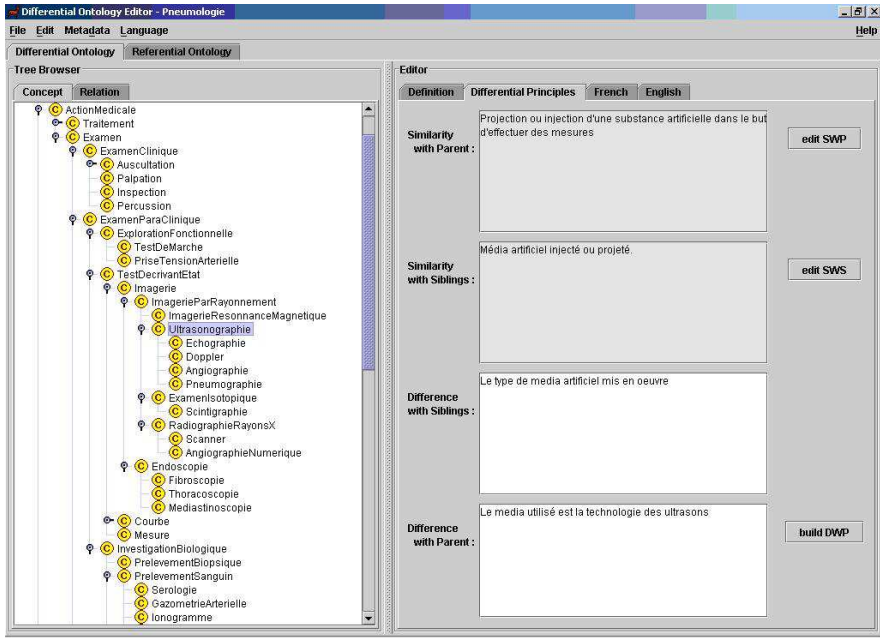 Differential Ontology Editor - Pneumologie
File Edit Metadata Language Help
Differential Ontology Referential Ontology
Tree Browser
Concept Relation
C ActionMedicale
C Traitement
C Examen
C ExamenClinique
C Auscultation
C Palpation
C Inspection
C Percussion
C ExamenParaClinique
C ExplorationFonctionnelle
C TestDeMarche
C PriseTensionArterielle
C TestDecrivantEtat
C Imagerie
C ImagerieParRayonnement
C ImagerieResonnanceMagnetique
C Ultrasonographie
C Echographie
C Doppler
C Angiographie
C Pneumographie
C ExamenIsotopique
C Scintigraphie
C RadiographieRayonsX
C Scanner
C AngiographieNumerique
C Endoscopie
C Fibroscopie
C Thoracoscopie
C Mediastinoscopie
C Courbe
C Mesure
C InvestigationBiologique
C PrelevementBiopsique
C PrelevementSanguin
C Serologie
C GazometrieArterielle
C Ionogramme
Editor
Definition Differential Principles French English
Similarity
with Parent :
Projection ou injection d'une substance artificielle dans le but
d'effectuer des mesures
edit SWP
Similarity
with Siblings :
Média artificiel injecté ou projeté.
edit SWS
Difference
with Siblings :
Le type de media artificiel mis en oeuvre
Difference
with Parent :
Le media utilisé est la technologie des ultrasons
build DWP